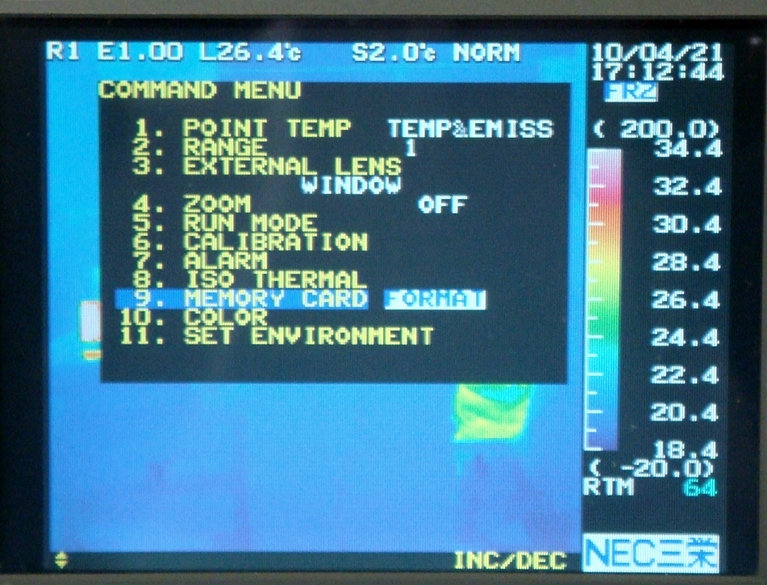 R1 E1.00 L26.4℃ S2.0℃ NORM
10/04/21
17:12:44
FRZ
COMMAND MENU
1. POINT TEMP TEMP&EMISS
2. RANGE 1
3. EXTERNAL LENS
WINDOW
4. ZOOM OFF
5. RUN MODE
6. CALIBRATION
7. ALARM
8. ISO THERMAL
9. MEMORY CARD FORMAT
10. COLOR
11. SET ENVIRONMENT
( 200.0)
34.4
32.4
30.4
28.4
26.4
24.4
22.4
20.4
18.4
( -20.0)
RTM 64
INC/DEC
NEC三栄